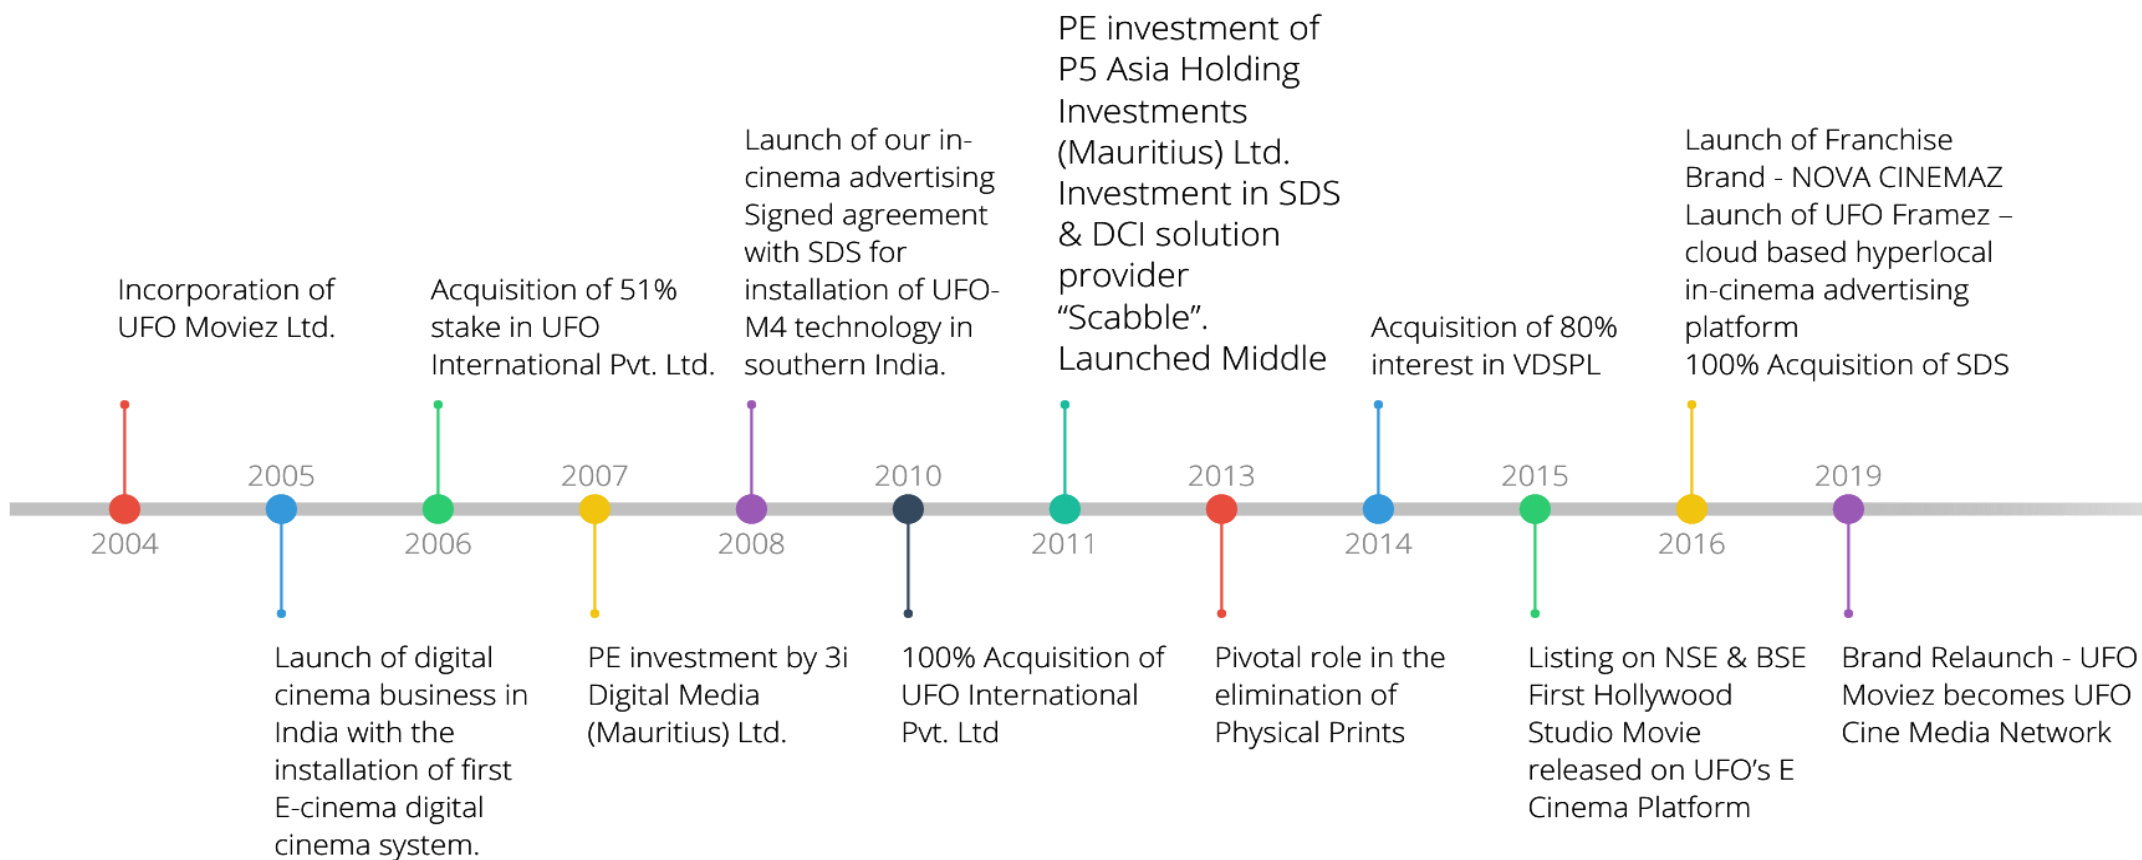 PE investment of
P5 Asia Holding
Investments
(Mauritius) Ltd.
Investment in SDS
& DCI solution
provider
“Scabble”.
Launched Middle
Launch of our in-
cinema advertising
Signed agreement
with SDS for
installation of UFO-
M4 technology in
southern India.
Launch of Franchise
Brand - NOVA CINEMAZ
Launch of UFO Framez –
cloud based hyperlocal
in-cinema advertising
platform
100% Acquisition of SDS
Incorporation of
UFO Moviez Ltd.
Acquisition of 51%
stake in UFO
International Pvt. Ltd.
Acquisition of 80%
interest in VDSPL
2005
2007
2010
2013
2015
2019
2004
2006
2008
2011
2014
2016
Launch of digital
cinema business in
India with the
installation of first
E-cinema digital
cinema system.
PE investment by 3i
Digital Media
(Mauritius) Ltd.
100% Acquisition of
UFO International
Pvt. Ltd
Pivotal role in the
elimination of
Physical Prints
Listing on NSE & BSE
First Hollywood
Studio Movie
released on UFO’s E
Cinema Platform
Brand Relaunch - UFO
Moviez becomes UFO
Cine Media Network